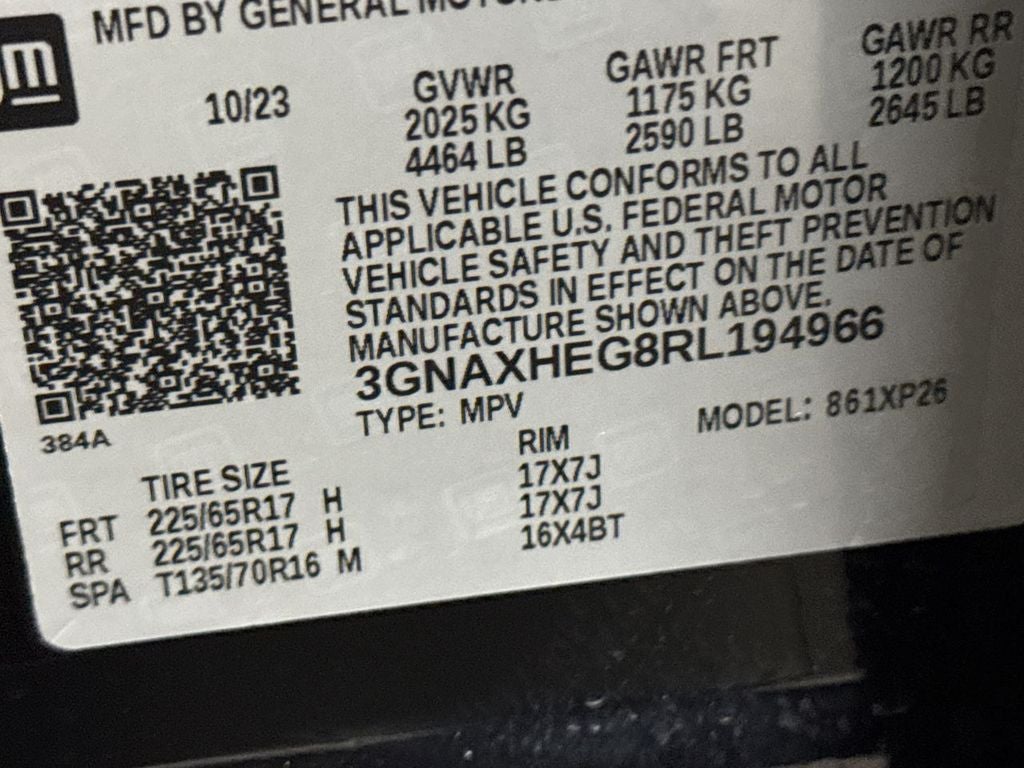 MFD BY GENERAL MOTORS
10/23
GVWR
2025 KG
4464 LB
GAWR FRT
1175 KG
2590 LB
GAWR RR
1200 KG
2645 LB
THIS VEHICLE CONFORMS TO ALL
APPLICABLE U.S. FEDERAL MOTOR
VEHICLE SAFETY AND THEFT PREVENTION
STANDARDS IN EFFECT ON THE DATE OF
MANUFACTURE SHOWN ABOVE.
3GNAXHEG8RL194966
TYPE: MPV
MODEL: 861XP26
384A
TIRE SIZE
RIM
FRT 225/65R17 H 17X7J
RR 225/65R17 H 17X7J
SPA T135/70R16 M 16X4BT